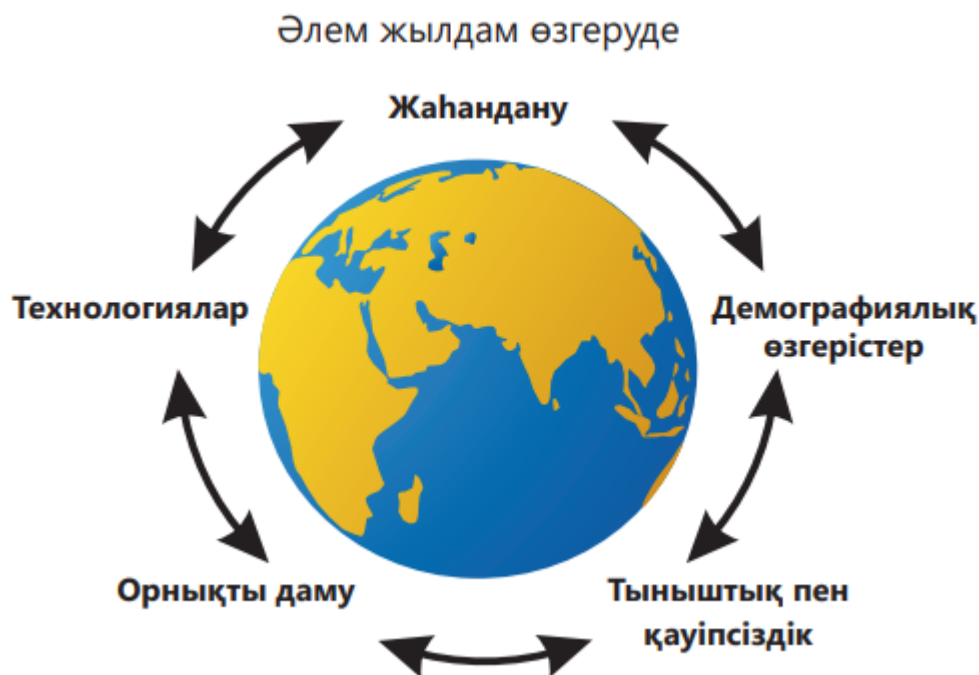 Әлем жылдам өзгеруде
Жаһандану
Технологиялар
Демографиялық
өзгерістер
Орнықты даму
Тыныштық пен
қауіпсіздік